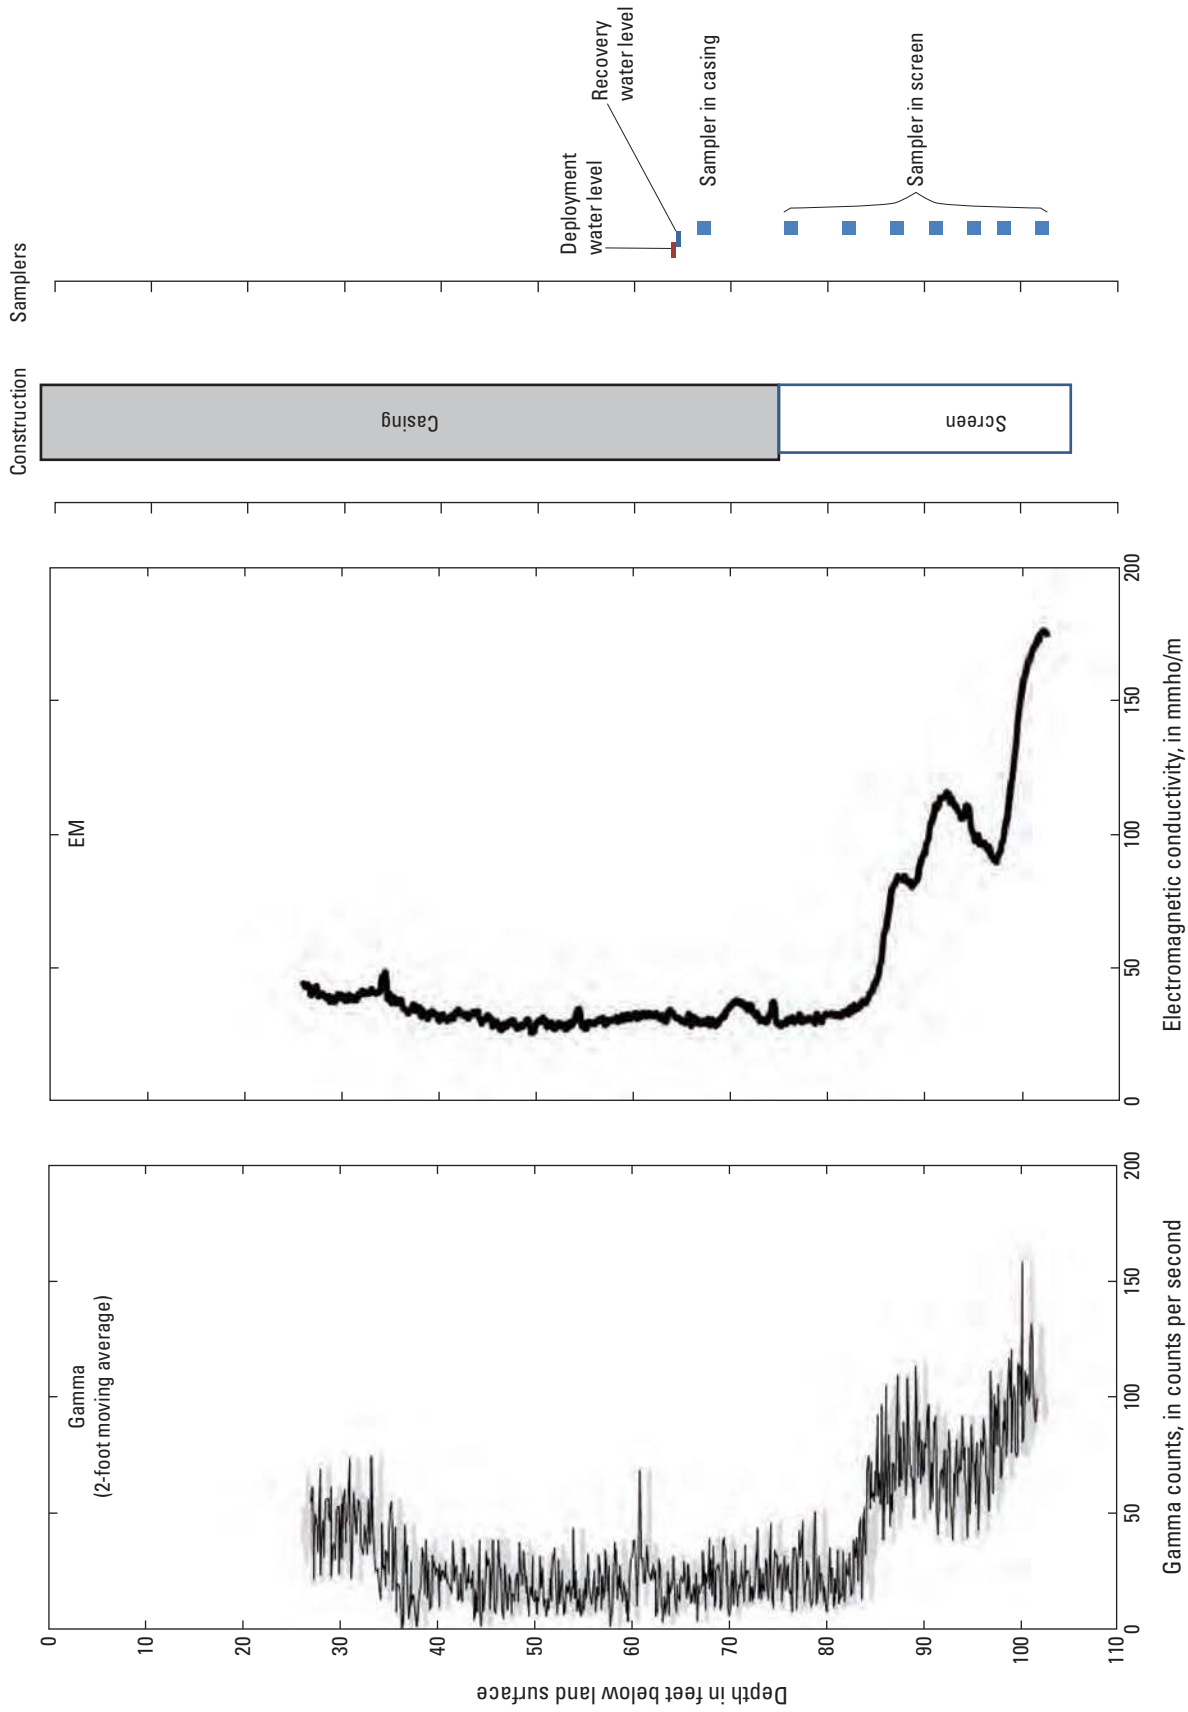 Gamma
(2-foot moving average)
0
10
20
30
40
50
60
70
80
90
100
110
Depth in feet below land surface
0
50
100
150
200
Gamma counts, in counts per second
EM
0
50
100
150
200
Electromagnetic conductivity, in mmho/m
Construction
Casing
Screen
Samplers
Deployment
water level
Recovery
water level
Sampler in casing
Sampler in screen